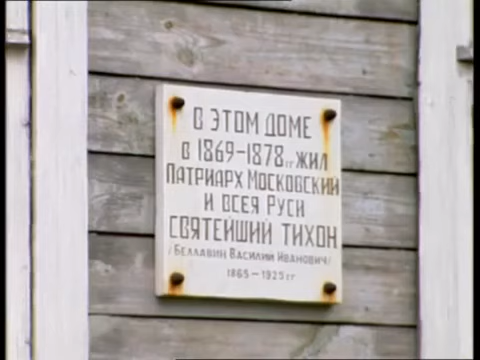 В ЭТОМ ДОМЕ
В 1869-1878 гг ЖИЛ
ПАТРИАРХ МОСКОВСКИЙ
И ВСЕЯ РУСИ
СВЯТЕЙШИЙ ТИХОН
/БЕЛЛАВИН ВАСИЛИЙ ИВАНОВИЧ/
1865-1925 гг